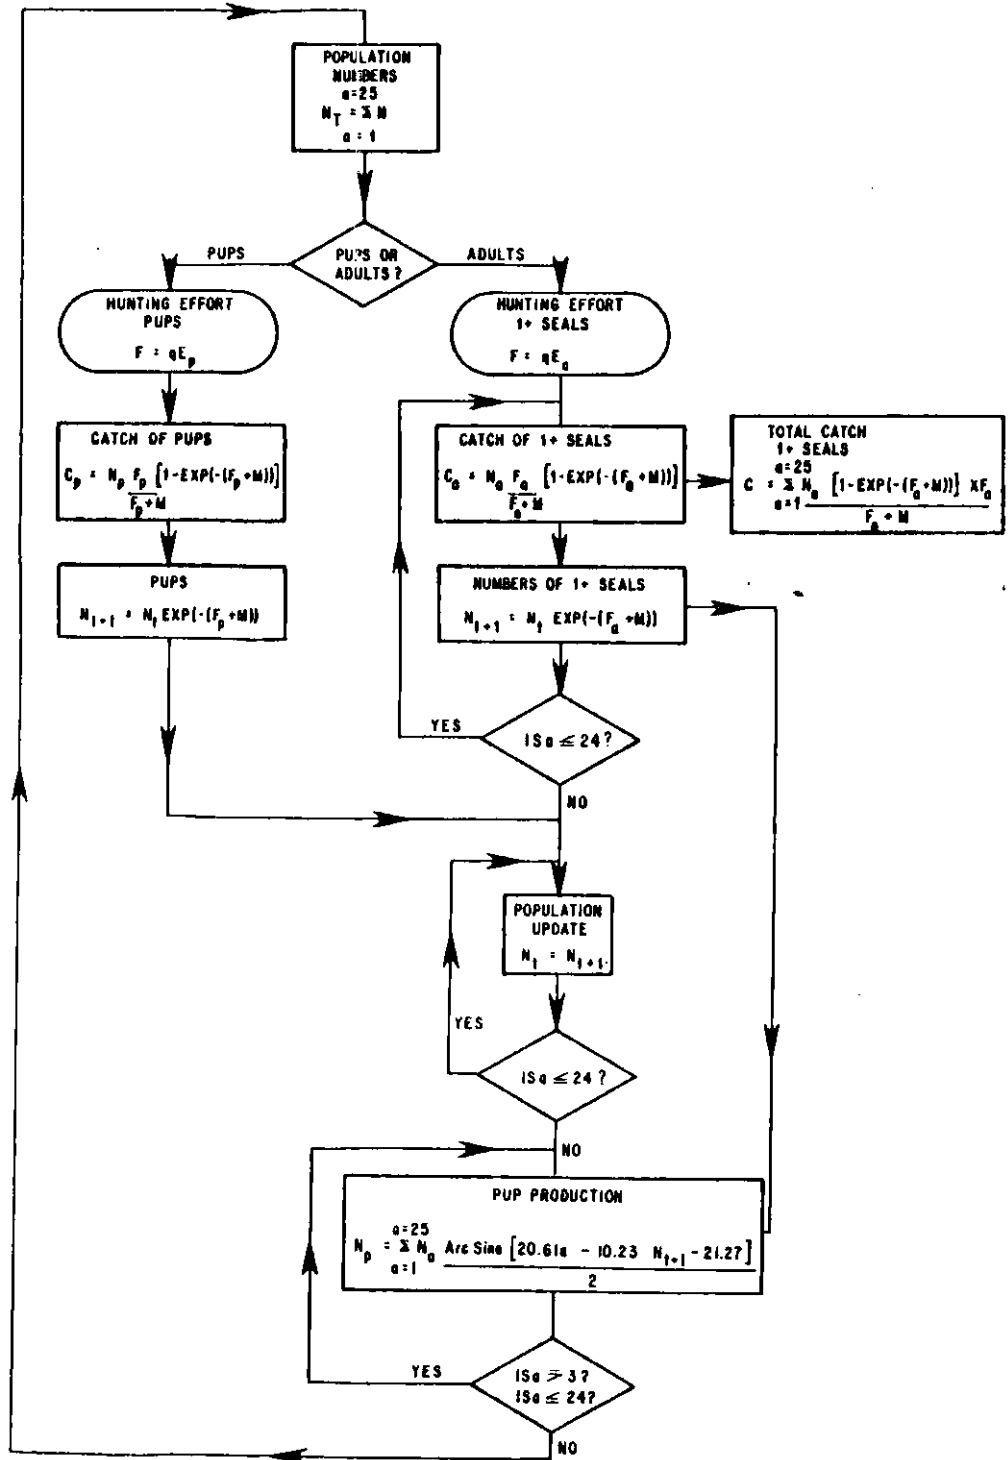 POPULATION
NUMBERS
a=25
N_T = Σ N
a = 1
PUPS OR
ADULTS?
PUPS
ADULTS
HUNTING EFFORT
PUPS
F = qE_p
HUNTING EFFORT
1+ SEALS
F = qE_a
CATCH OF PUPS
C_p = N_p F_p [1-EXP(-(F_p+M))]
F_p+M
CATCH OF 1+ SEALS
C_a = N_a F_a [1-EXP(-(F_a+M))]
F_a+M
TOTAL CATCH
1+ SEALS
a=25
C = Σ N_a [1-EXP(-(F_a+M))} XF_a
a=1
F_a + M
PUPS
N_t+1 = N_t EXP(-(F_p+M))
NUMBERS OF 1+ SEALS
N_t+1 = N_t EXP(-(F_a+M))
YES
ISa ≤ 24?
NO
POPULATION
UPDATE
N_t = N_t+1
YES
ISa ≤ 24?
NO
PUP PRODUCTION
a=25
N_p = Σ N_a Arc Sine [20.61a - 10.23 N_t+1 - 21.27]
a=1
2
YES
ISa ≥ 3?
ISa ≤ 24?
NO